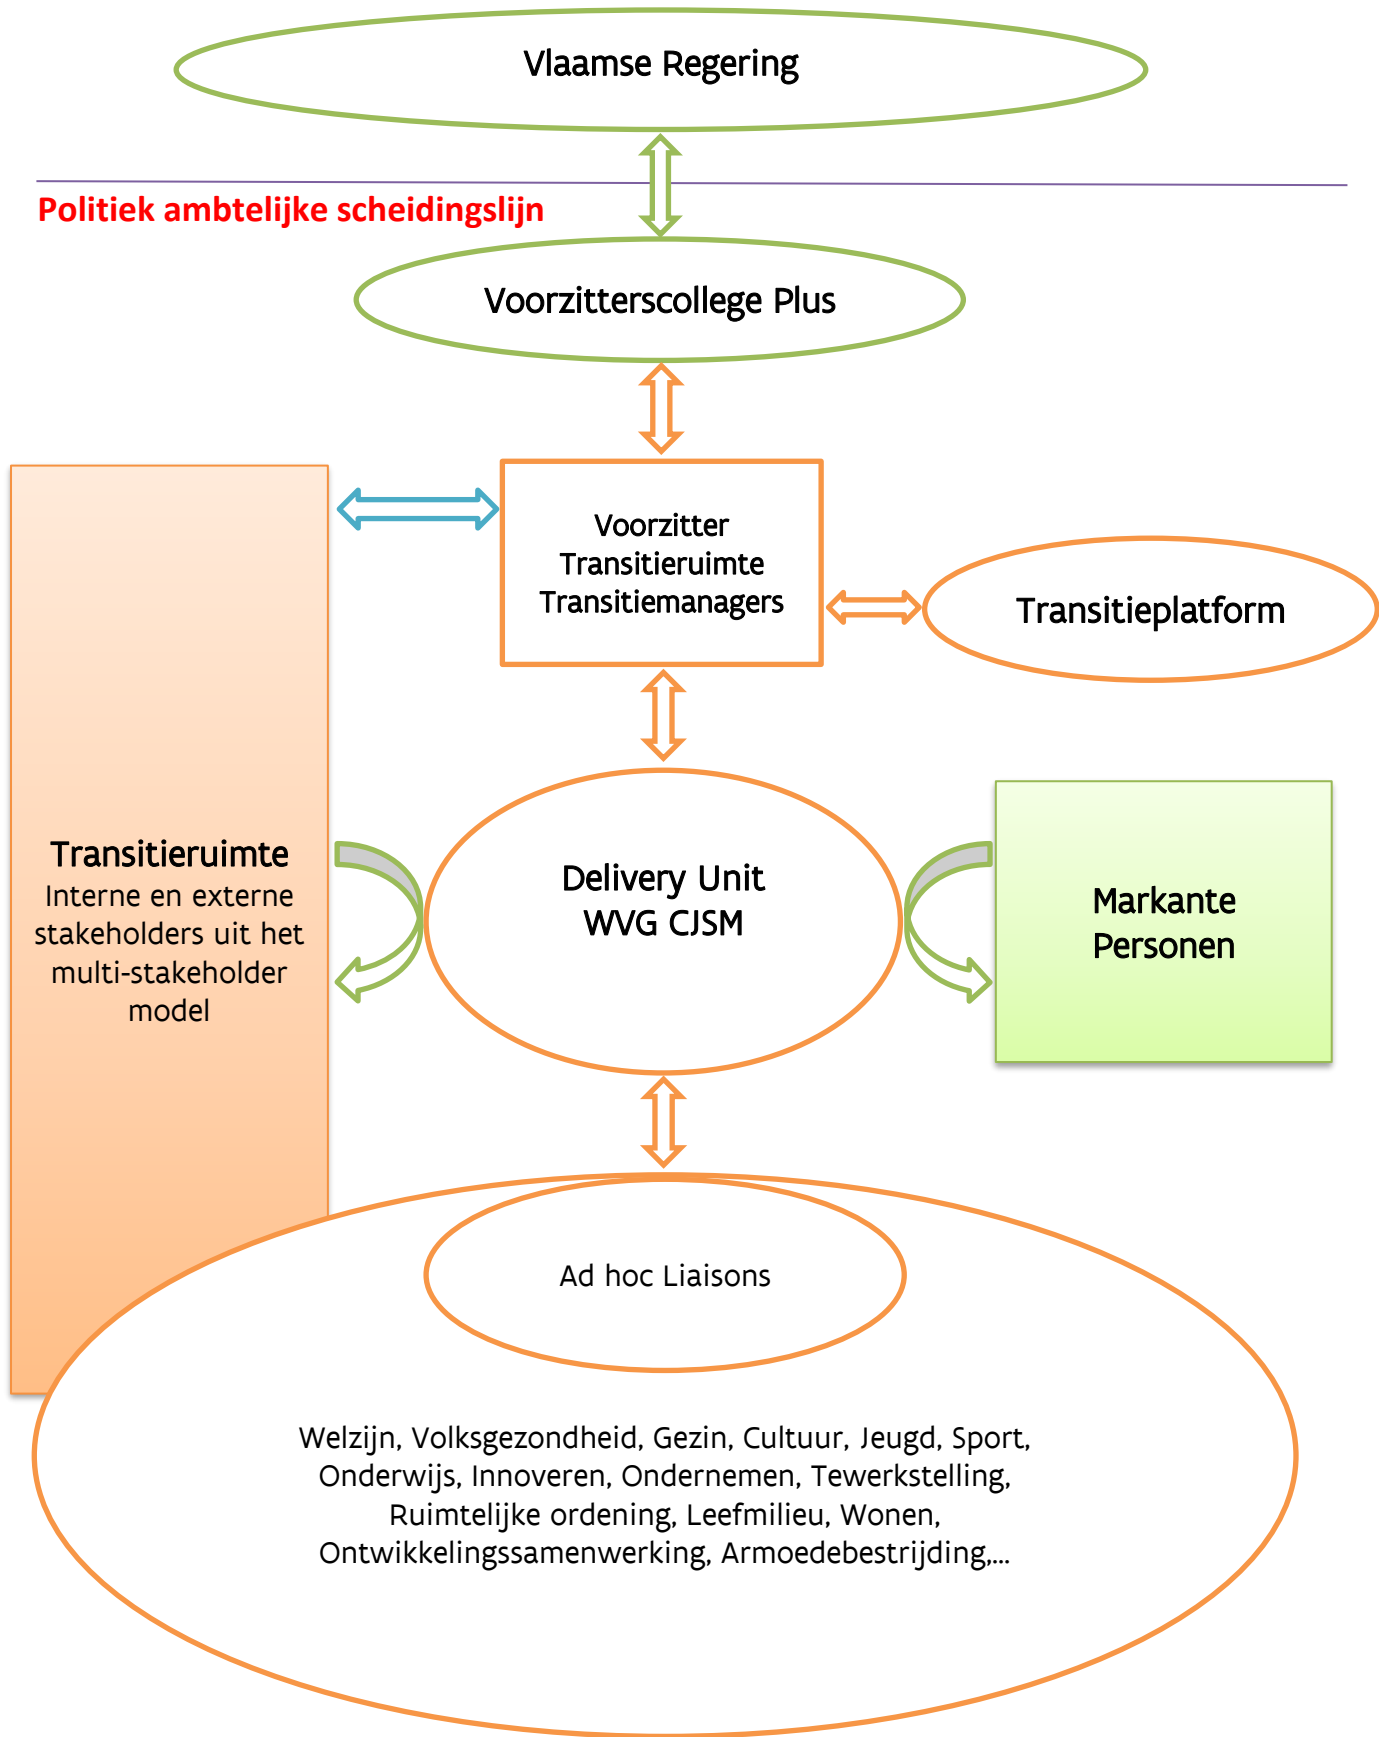 Vlaamse Regering
Politiek ambtelijke scheidingslijn
Voorzitterscollege Plus
Voorzitter
Transitieruimte
Transitiemanagers
Transitieplatform
Transitieruimte
Interne en externe
stakeholders uit het
multi-stakeholder
model
Delivery Unit
WVG CJSM
Markante
Personen
Ad hoc Liaisons
Welzijn, Volksgezondheid, Gezin, Cultuur, Jeugd, Sport,
Onderwijs, Innoveren, Ondernemen, Tewerkstelling,
Ruimtelijke ordening, Leefmilieu, Wonen,
Ontwikkelingssamenwerking, Armoedebestrijding,...